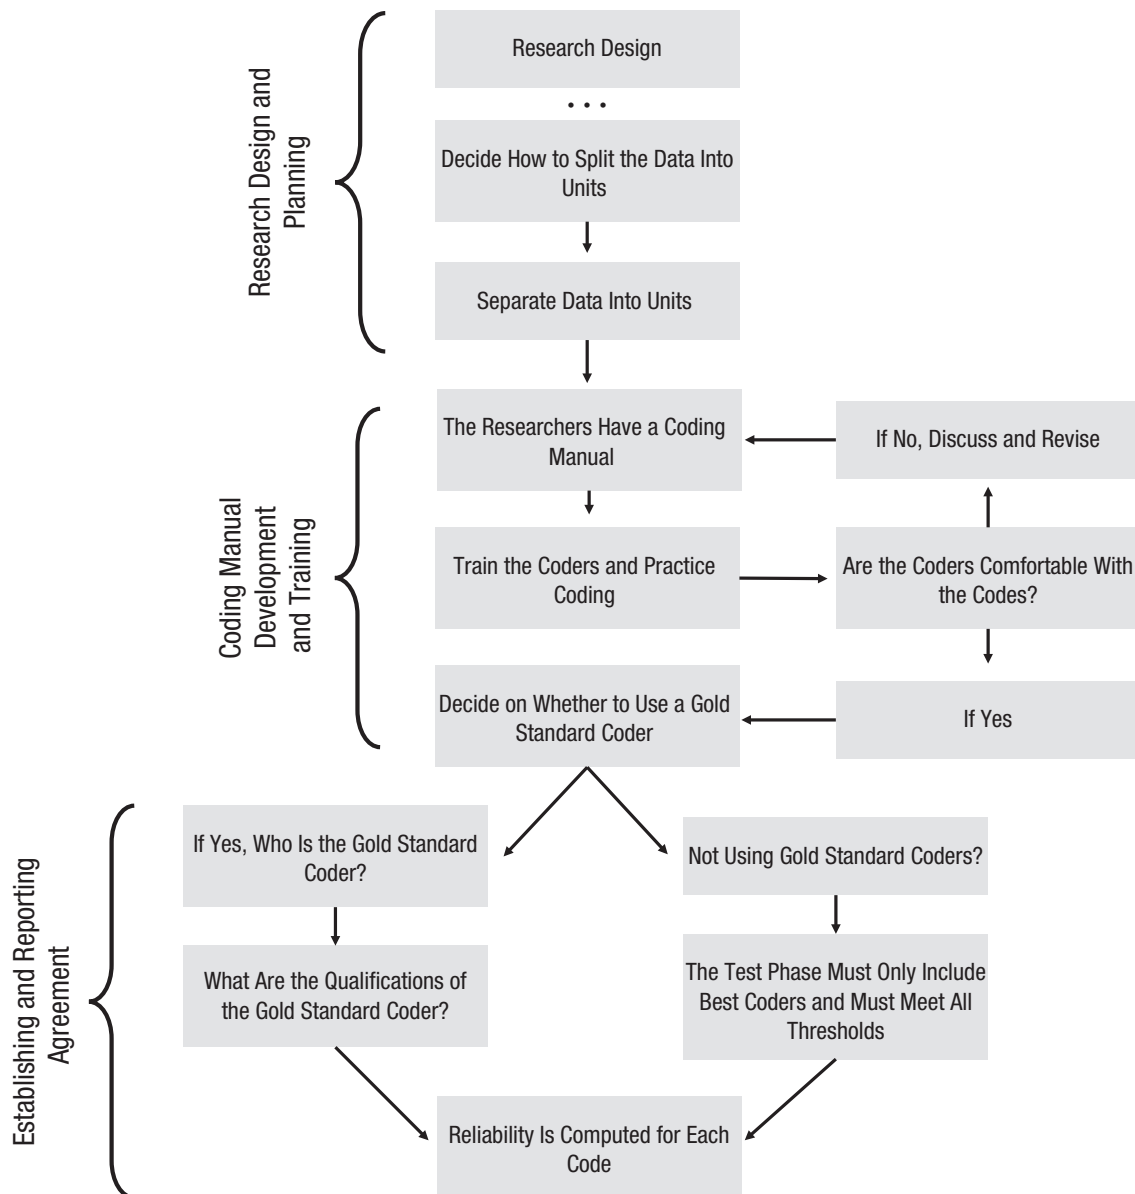 Research Design and
Planning
Research Design
...
Decide How to Split the Data Into
Units
Separate Data Into Units
Coding Manual
Development
and Training
The Researchers Have a Coding
Manual
If No, Discuss and Revise
Train the Coders and Practice
Coding
Are the Coders Comfortable With
the Codes?
Decide on Whether to Use a Gold
Standard Coder
If Yes
Establishing and Reporting
Agreement
If Yes, Who Is the Gold Standard
Coder?
Not Using Gold Standard Coders?
What Are the Qualifications of
the Gold Standard Coder?
The Test Phase Must Only Include
Best Coders and Must Meet All
Thresholds
Reliability Is Computed for Each
Code